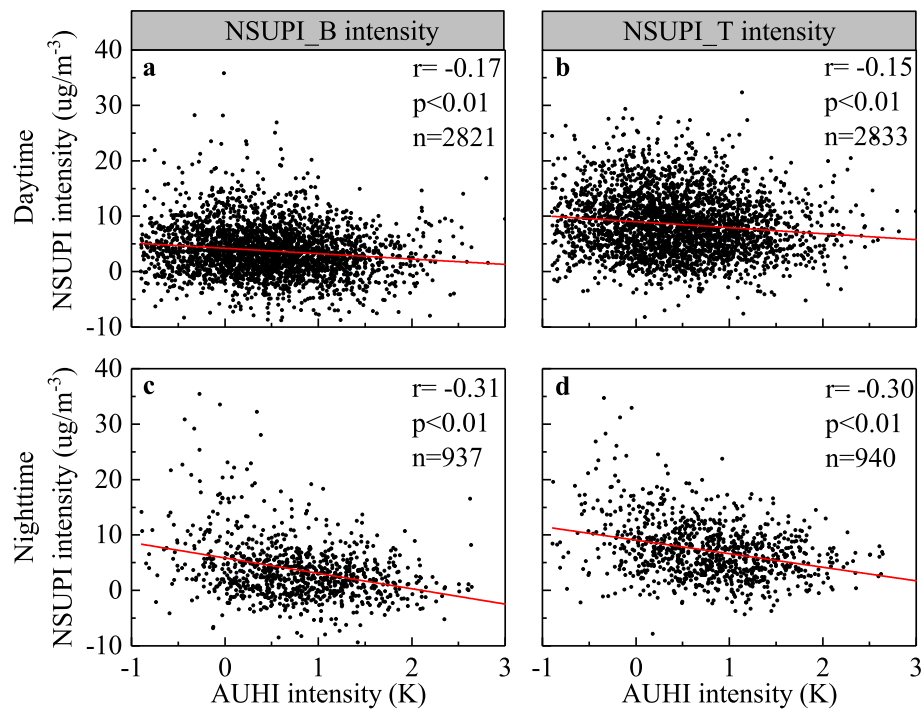 NSUPI_B intensity
NSUPI_T intensity
Daytime
NSUPI intensity (ug/m⁻³)
40
30
20
10
0
-10
a
r= -0.17
p<0.01
n=2821
b
r= -0.15
p<0.01
n=2833
Nighttime
NSUPI intensity (ug/m⁻³)
40
30
20
10
0
-10
c
r= -0.31
p<0.01
n=937
d
r= -0.30
p<0.01
n=940
-1 0 1 2 3
-1 0 1 2 3
AUHI intensity (K)
AUHI intensity (K)